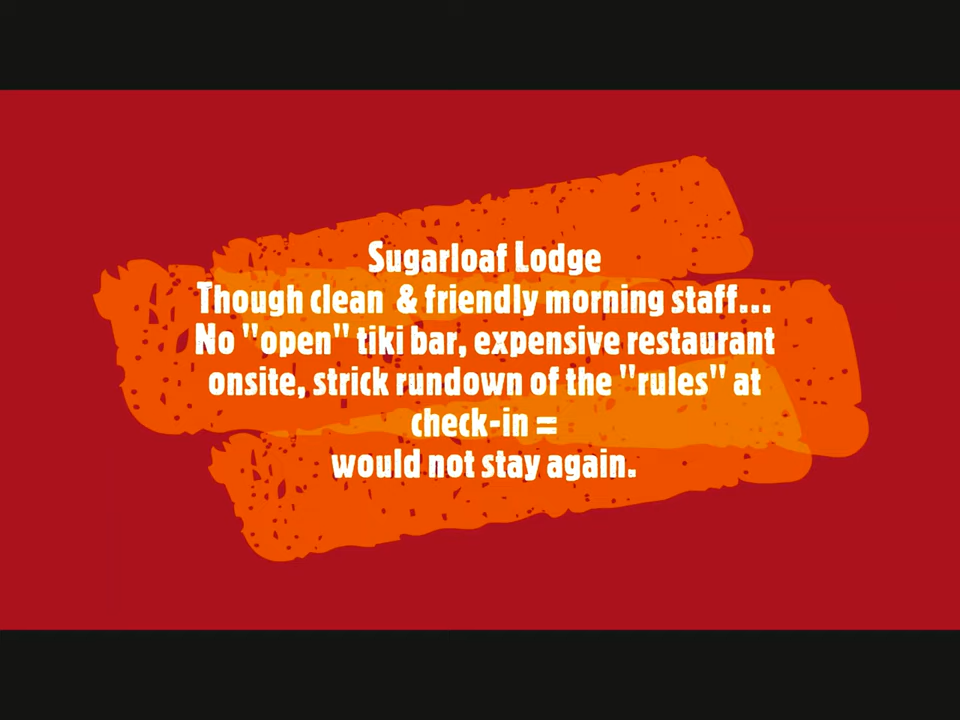 Sugarloaf Lodge
Though clean & friendly morning staff...
No "open" tiki bar, expensive restaurant
onsite, strick rundown of the "rules" at
check-in =
would not stay again.